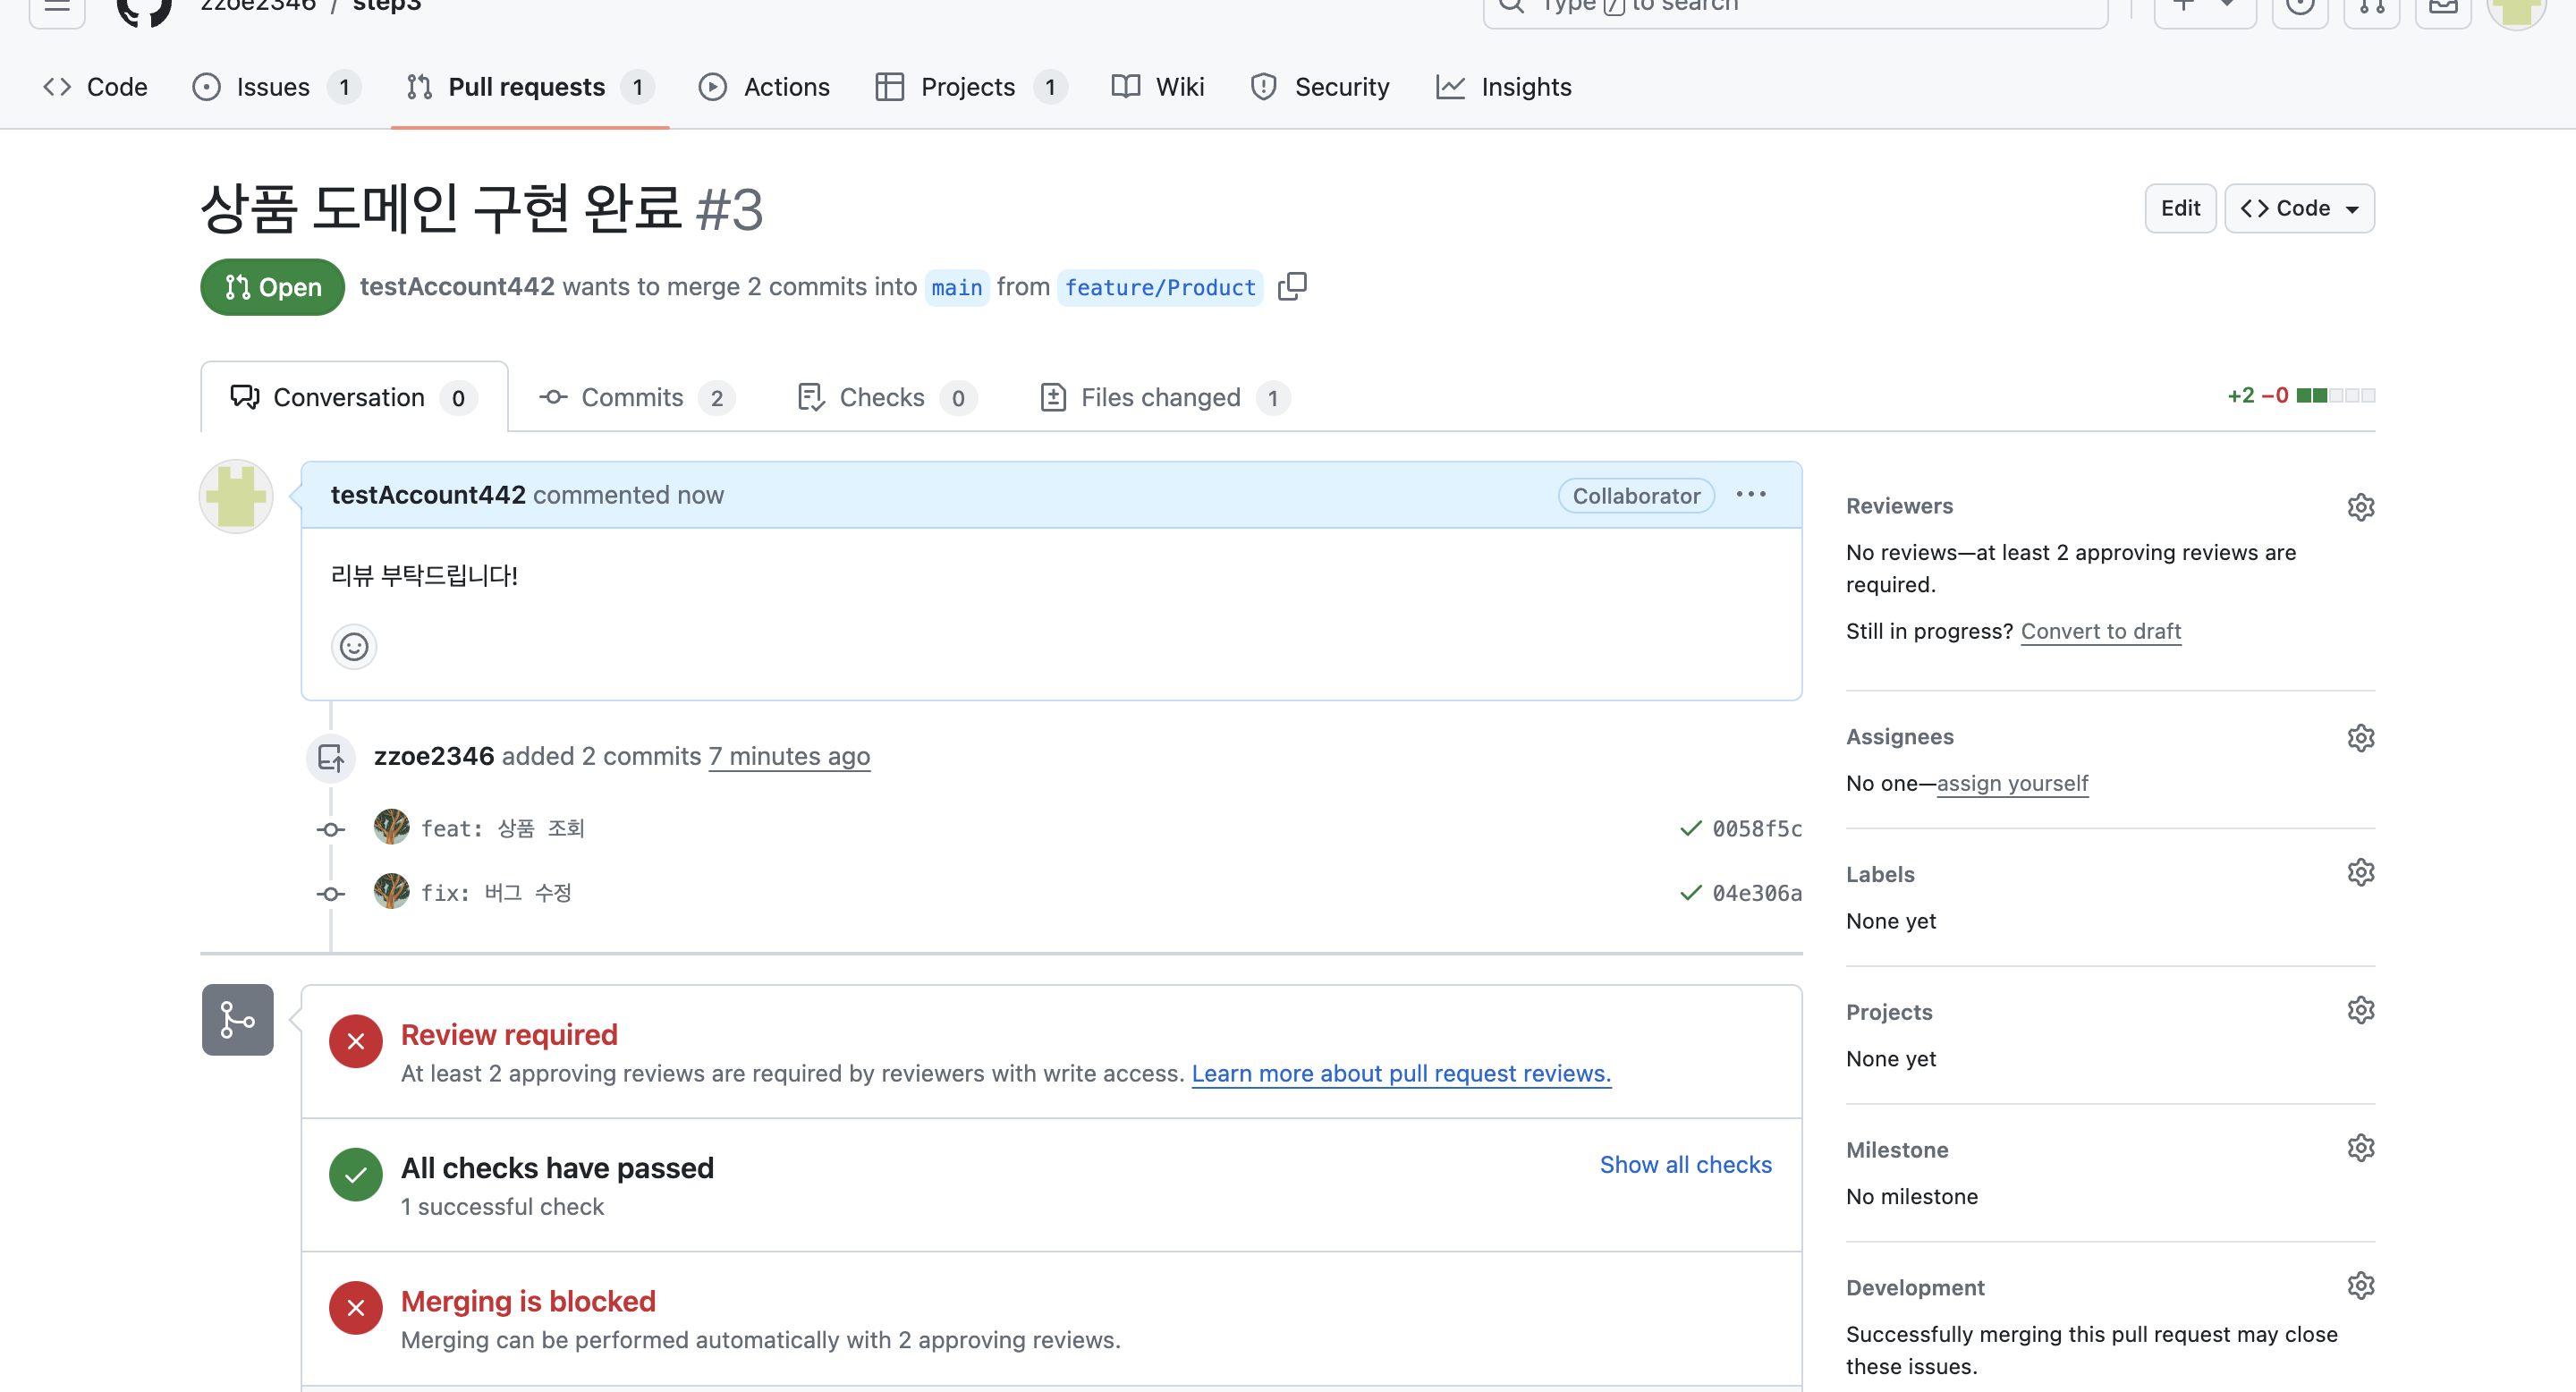 zzoe2346 / step3
Type / to search
Code Issues 1 Pull requests 1 Actions Projects 1 Wiki Security Insights
상품 도메인 구현 완료 #3
Edit Code
Open testAccount442 wants to merge 2 commits into main from feature/Product
Conversation 0 Commits 2 Checks 0 Files changed 1
+2 −0
testAccount442 commented now
Collaborator
리뷰 부탁드립니다!
zzoe2346 added 2 commits 7 minutes ago
feat: 상품 조회 0058f5c
fix: 버그 수정 04e306a
Review required
At least 2 approving reviews are required by reviewers with write access. Learn more about pull request reviews.
All checks have passed
Show all checks
1 successful check
Merging is blocked
Merging can be performed automatically with 2 approving reviews.
Reviewers
No reviews—at least 2 approving reviews are
required.
Still in progress? Convert to draft
Assignees
No one—assign yourself
Labels
None yet
Projects
None yet
Milestone
No milestone
Development
Successfully merging this pull request may close
these issues.